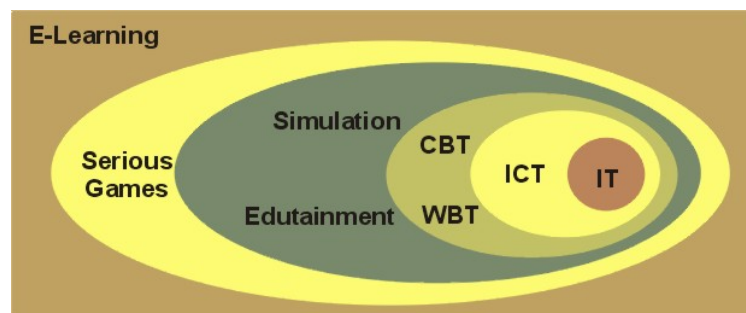 E-Learning
Simulation
CBT
Serious
Games
ICT
IT
Edutainment
WBT